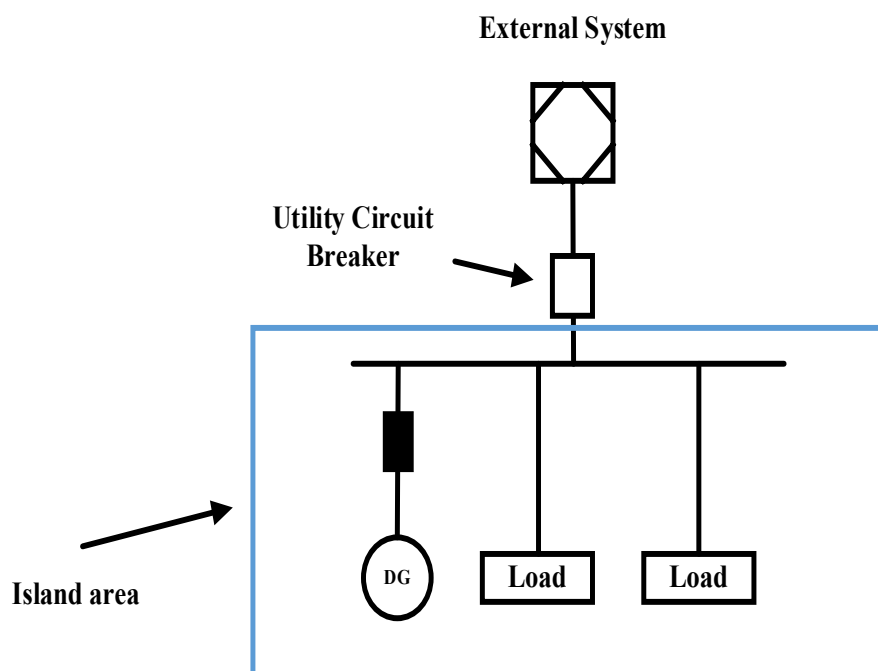 External System
Utility Circuit
Breaker
DG
Load
Load
Island area